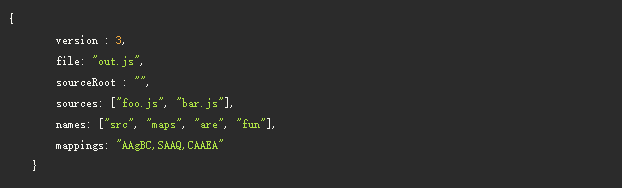 {
version : 3,
file: "out.js",
sourceRoot : "",
sources: ["foo.js", "bar.js"],
names: ["src", "maps", "are", "fun"],
mappings: "AAgBC,SAAQ,CAAEA"
}